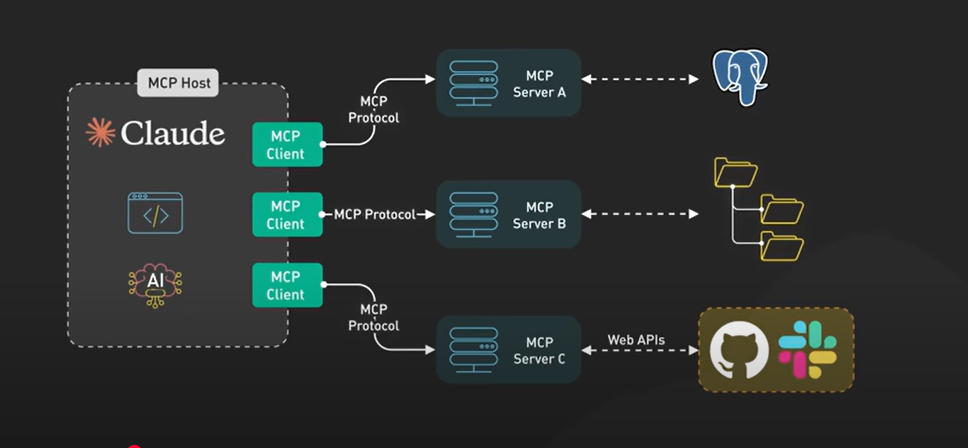 MCP Host
Claude
</>
AI
MCP
Client
MCP
Client
MCP
Client
MCP
Protocol
MCP Protocol
MCP
Protocol
MCP
Server A
MCP
Server B
MCP
Server C
Web APIs